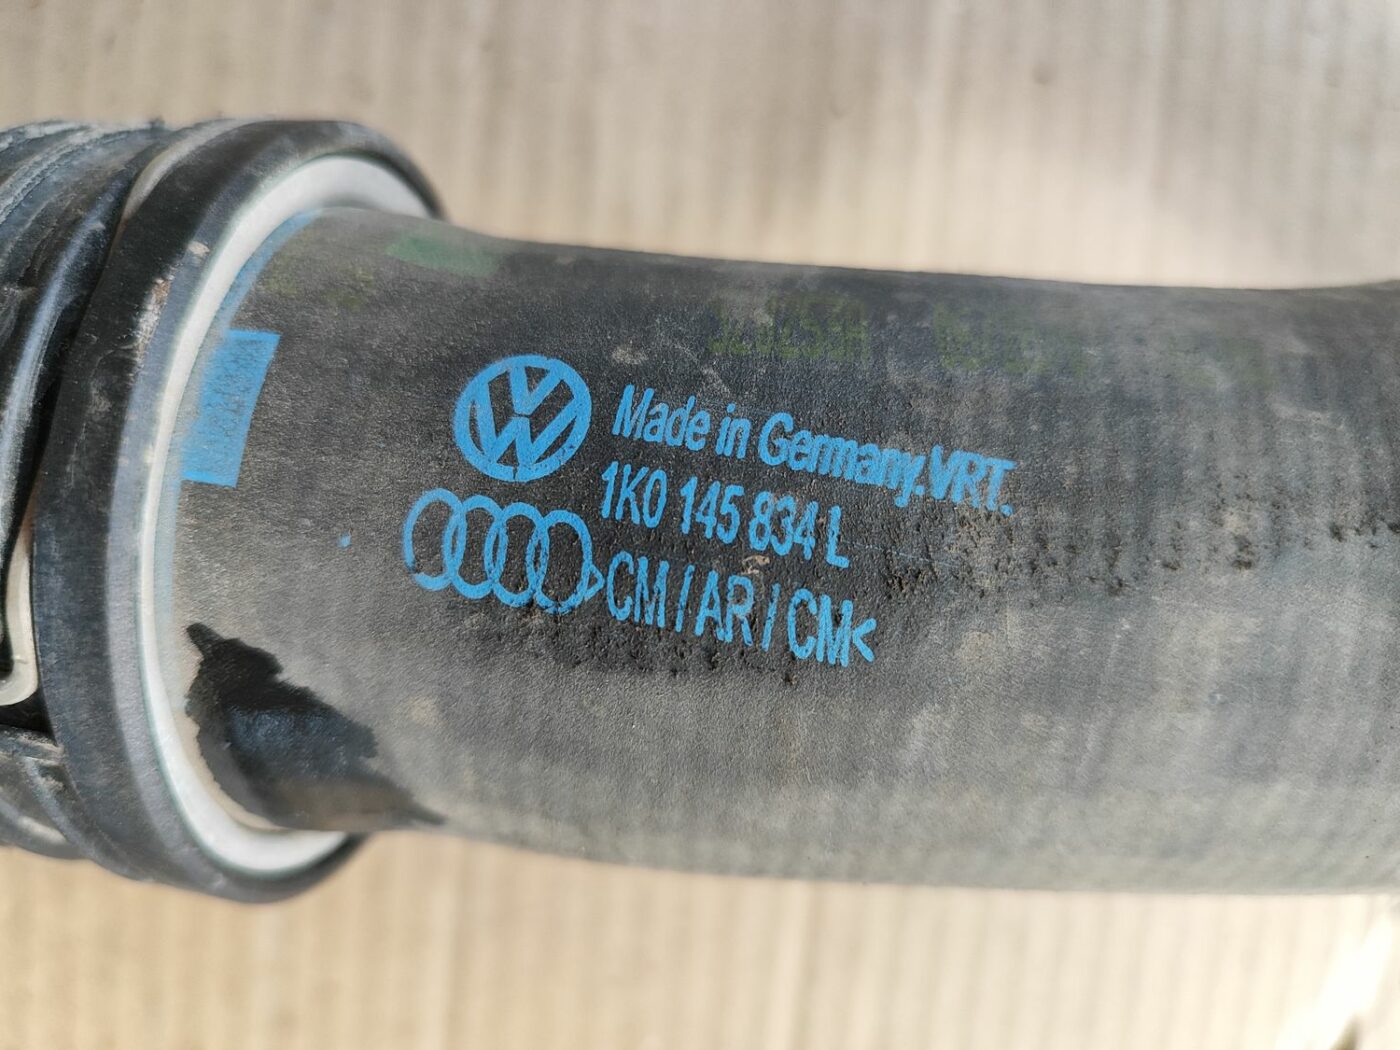 Made in Germany.VRT.
1K0 145 834 L
>CM/AR/CM<